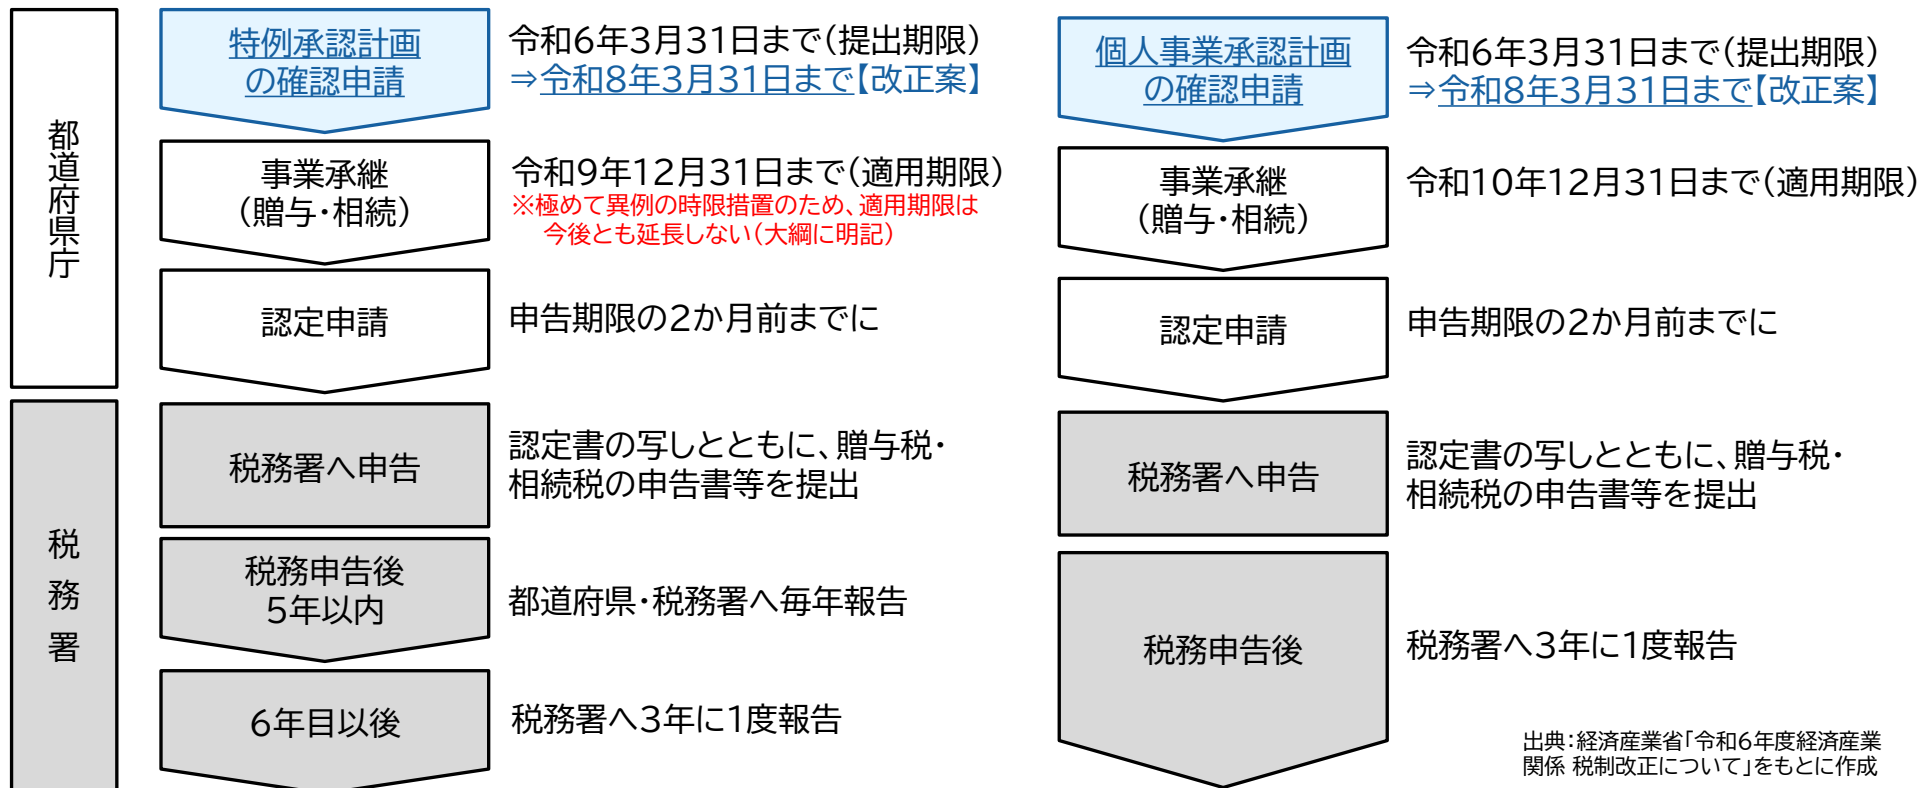 都道府県庁
特例承認計画
の確認申請
令和6年3月31日まで(提出期限)
⇒令和8年3月31日まで【改正案】
事業承継
(贈与・相続)
令和9年12月31日まで(適用期限)
※極めて異例の時限措置のため、適用期限は
今後とも延長しない(大綱に明記)
認定申請
申告期限の2か月前までに
税務署
税務署へ申告
認定書の写しとともに、贈与税・
相続税の申告書等を提出
税務申告後
5年以内
都道府県・税務署へ毎年報告
6年目以後
税務署へ3年に1度報告
個人事業承認計画
の確認申請
令和6年3月31日まで(提出期限)
⇒令和8年3月31日まで【改正案】
事業承継
(贈与・相続)
令和10年12月31日まで(適用期限)
認定申請
申告期限の2か月前までに
税務署へ申告
認定書の写しとともに、贈与税・
相続税の申告書等を提出
税務申告後
税務署へ3年に1度報告
出典:経済産業省「令和6年度経済産業
関係 税制改正について」をもとに作成